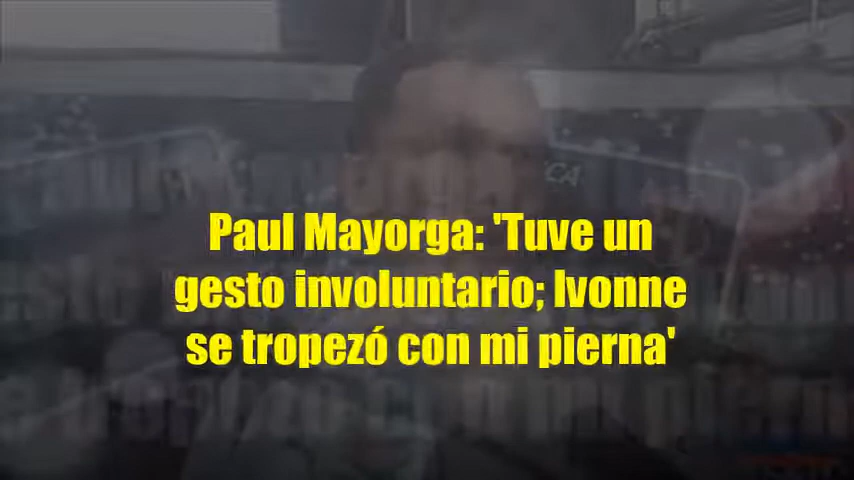 Paul Mayorga: 'Tuve un
gesto involuntario; Ivonne
se tropezó con mi pierna'